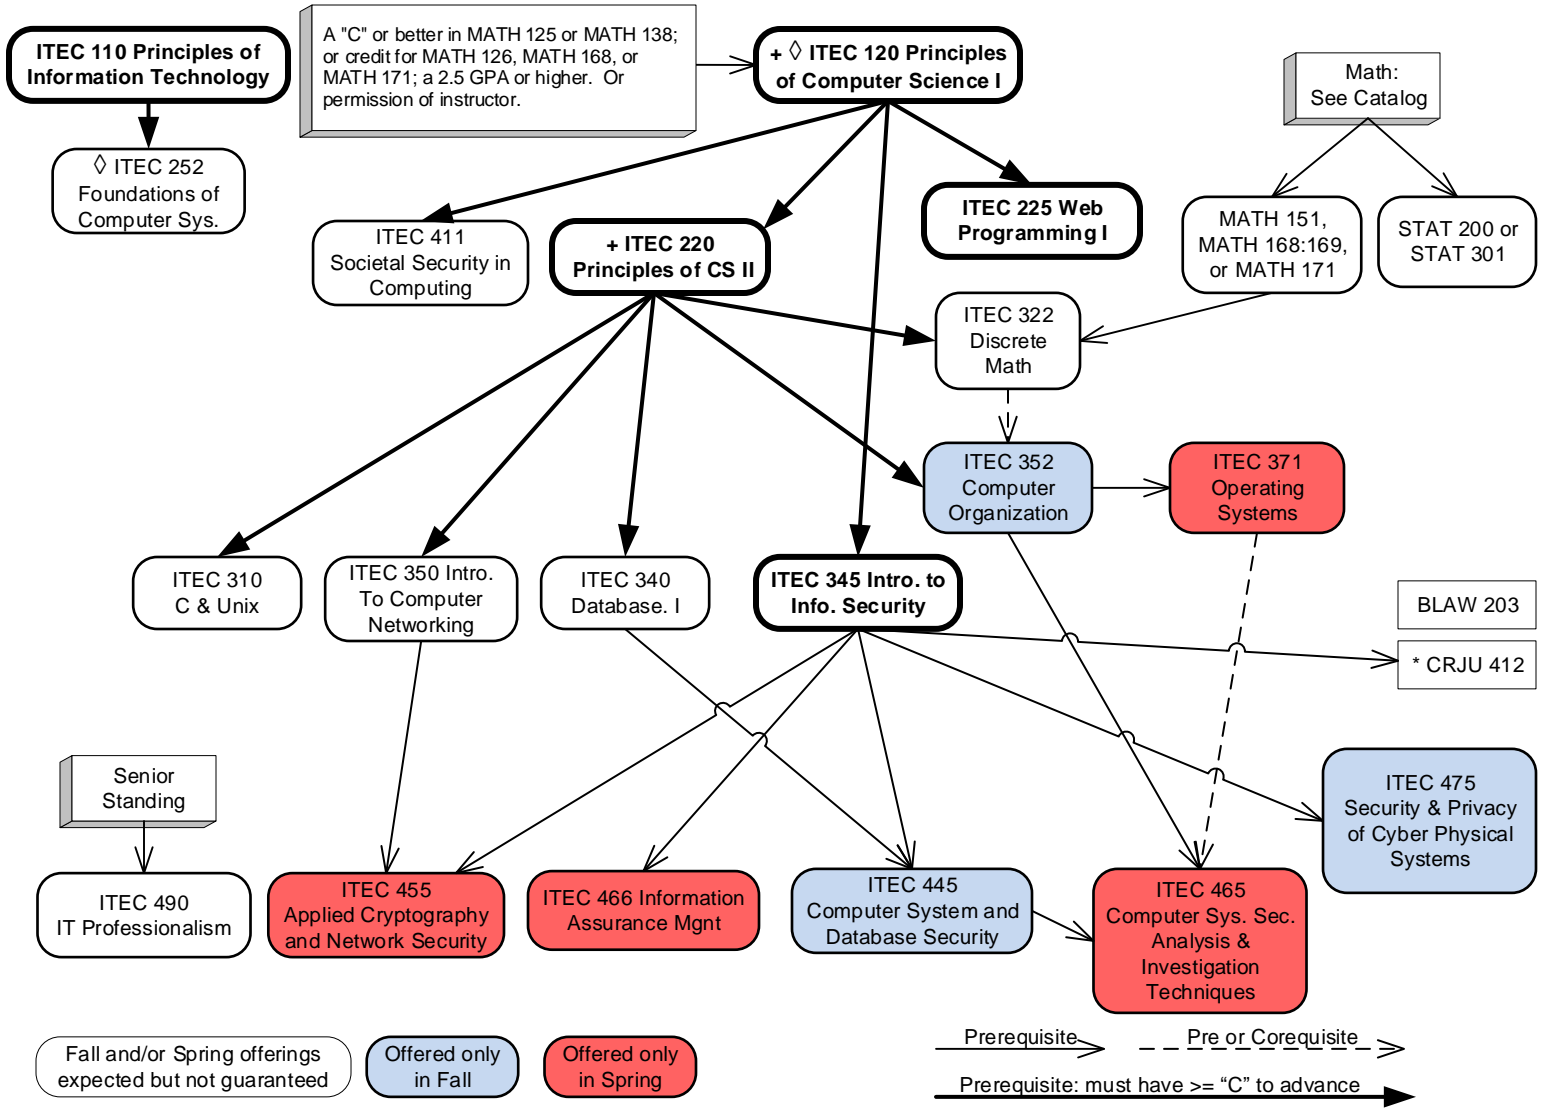 ITEC 110 Principles of
Information Technology
A "C" or better in MATH 125 or MATH 138;
or credit for MATH 126, MATH 168, or
MATH 171; a 2.5 GPA or higher.  Or
permission of instructor.
+ ◊ ITEC 120 Principles
of Computer Science I
Math:
See Catalog
◊ ITEC 252
Foundations of
Computer Sys.
ITEC 411
Societal Security in
Computing
+ ITEC 220
Principles of CS II
ITEC 225 Web
Programming I
MATH 151,
MATH 168:169,
or MATH 171
STAT 200 or
STAT 301
ITEC 322
Discrete
Math
ITEC 352
Computer
Organization
ITEC 371
Operating
Systems
ITEC 310
C & Unix
ITEC 350 Intro.
To Computer
Networking
ITEC 340
Database. I
ITEC 345 Intro. to
Info. Security
BLAW 203
* CRJU 412
Senior
Standing
ITEC 475
Security & Privacy
of Cyber Physical
Systems
ITEC 490
IT Professionalism
ITEC 455
Applied Cryptography
and Network Security
ITEC 466 Information
Assurance Mgnt
ITEC 445
Computer System and
Database Security
ITEC 465
Computer Sys. Sec.
Analysis &
Investigation
Techniques
Fall and/or Spring offerings
expected but not guaranteed
Offered only
in Fall
Offered only
in Spring
Prerequisite
Pre or Corequisite
Prerequisite: must have >= “C” to advance